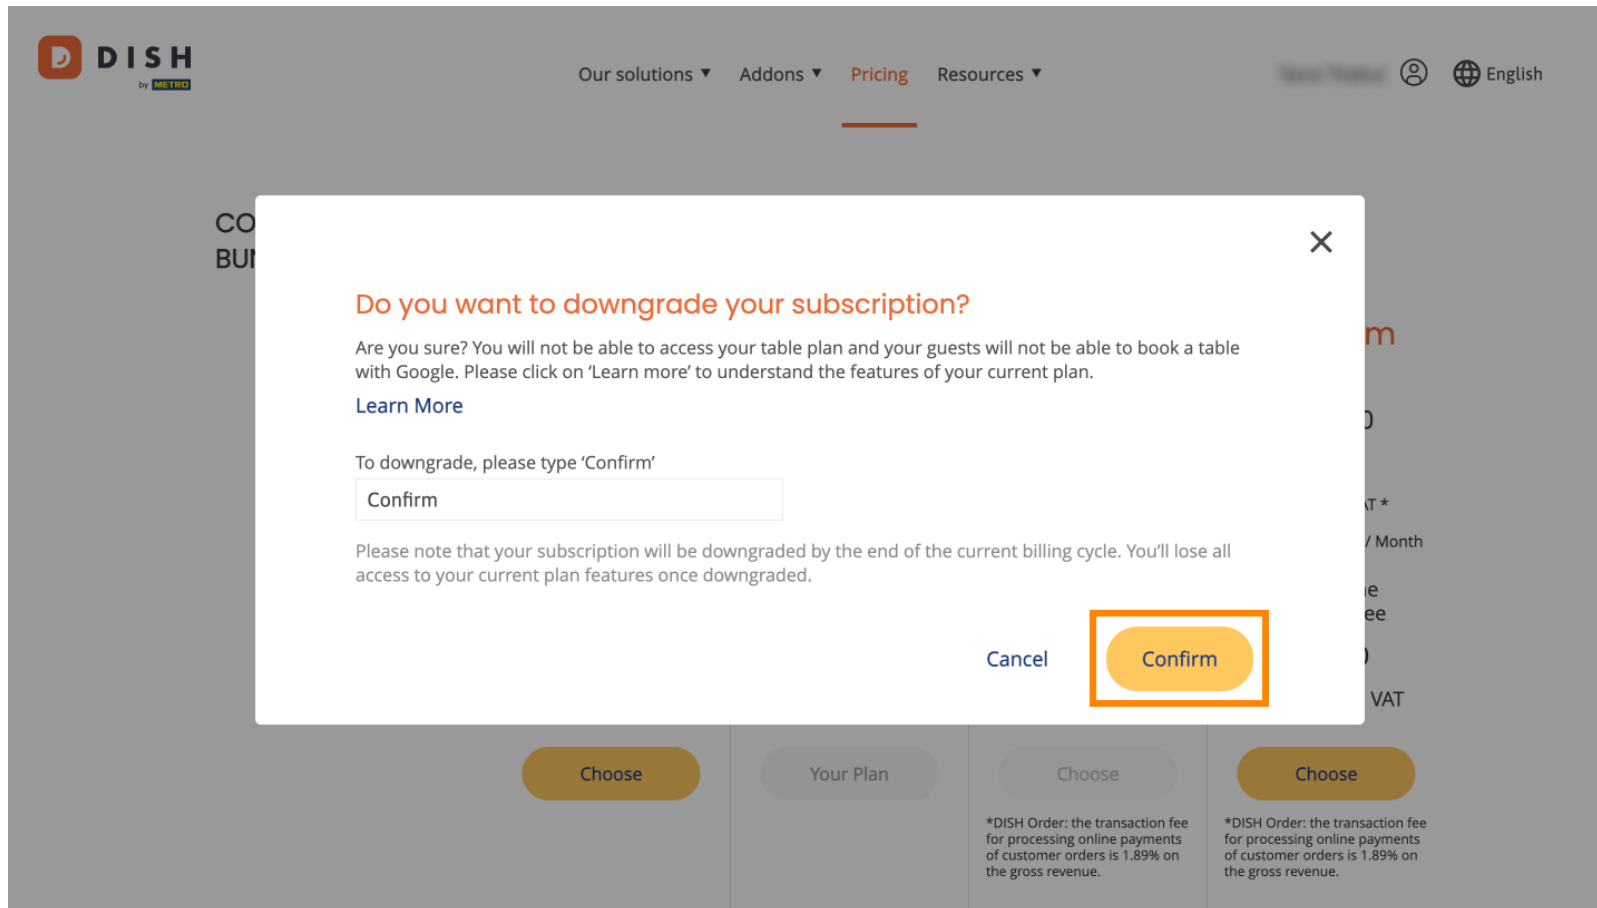 DISH
by METRO
Our solutions ▼ Addons ▼ Pricing Resources ▼
English
CO
BUN
Do you want to downgrade your subscription?
Are you sure? You will not be able to access your table plan and your guests will not be able to book a table
with Google. Please click on ‘Learn more’ to understand the features of your current plan.
Learn More
To downgrade, please type ‘Confirm’
Confirm
Please note that your subscription will be downgraded by the end of the current billing cycle. You’ll lose all
access to your current plan features once downgraded.
Cancel Confirm
m
0
AT *
/ Month
ne
ee
0
VAT
Choose Your Plan Choose Choose
*DISH Order: the transaction fee
for processing online payments
of customer orders is 1.89% on
the gross revenue.
*DISH Order: the transaction fee
for processing online payments
of customer orders is 1.89% on
the gross revenue.